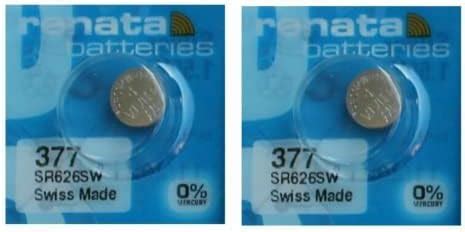 renata
batteries
377
SR626SW
Swiss Made
0%
MERCURY
renata
batteries
377
SR626SW
Swiss Made
0%
MERCURY